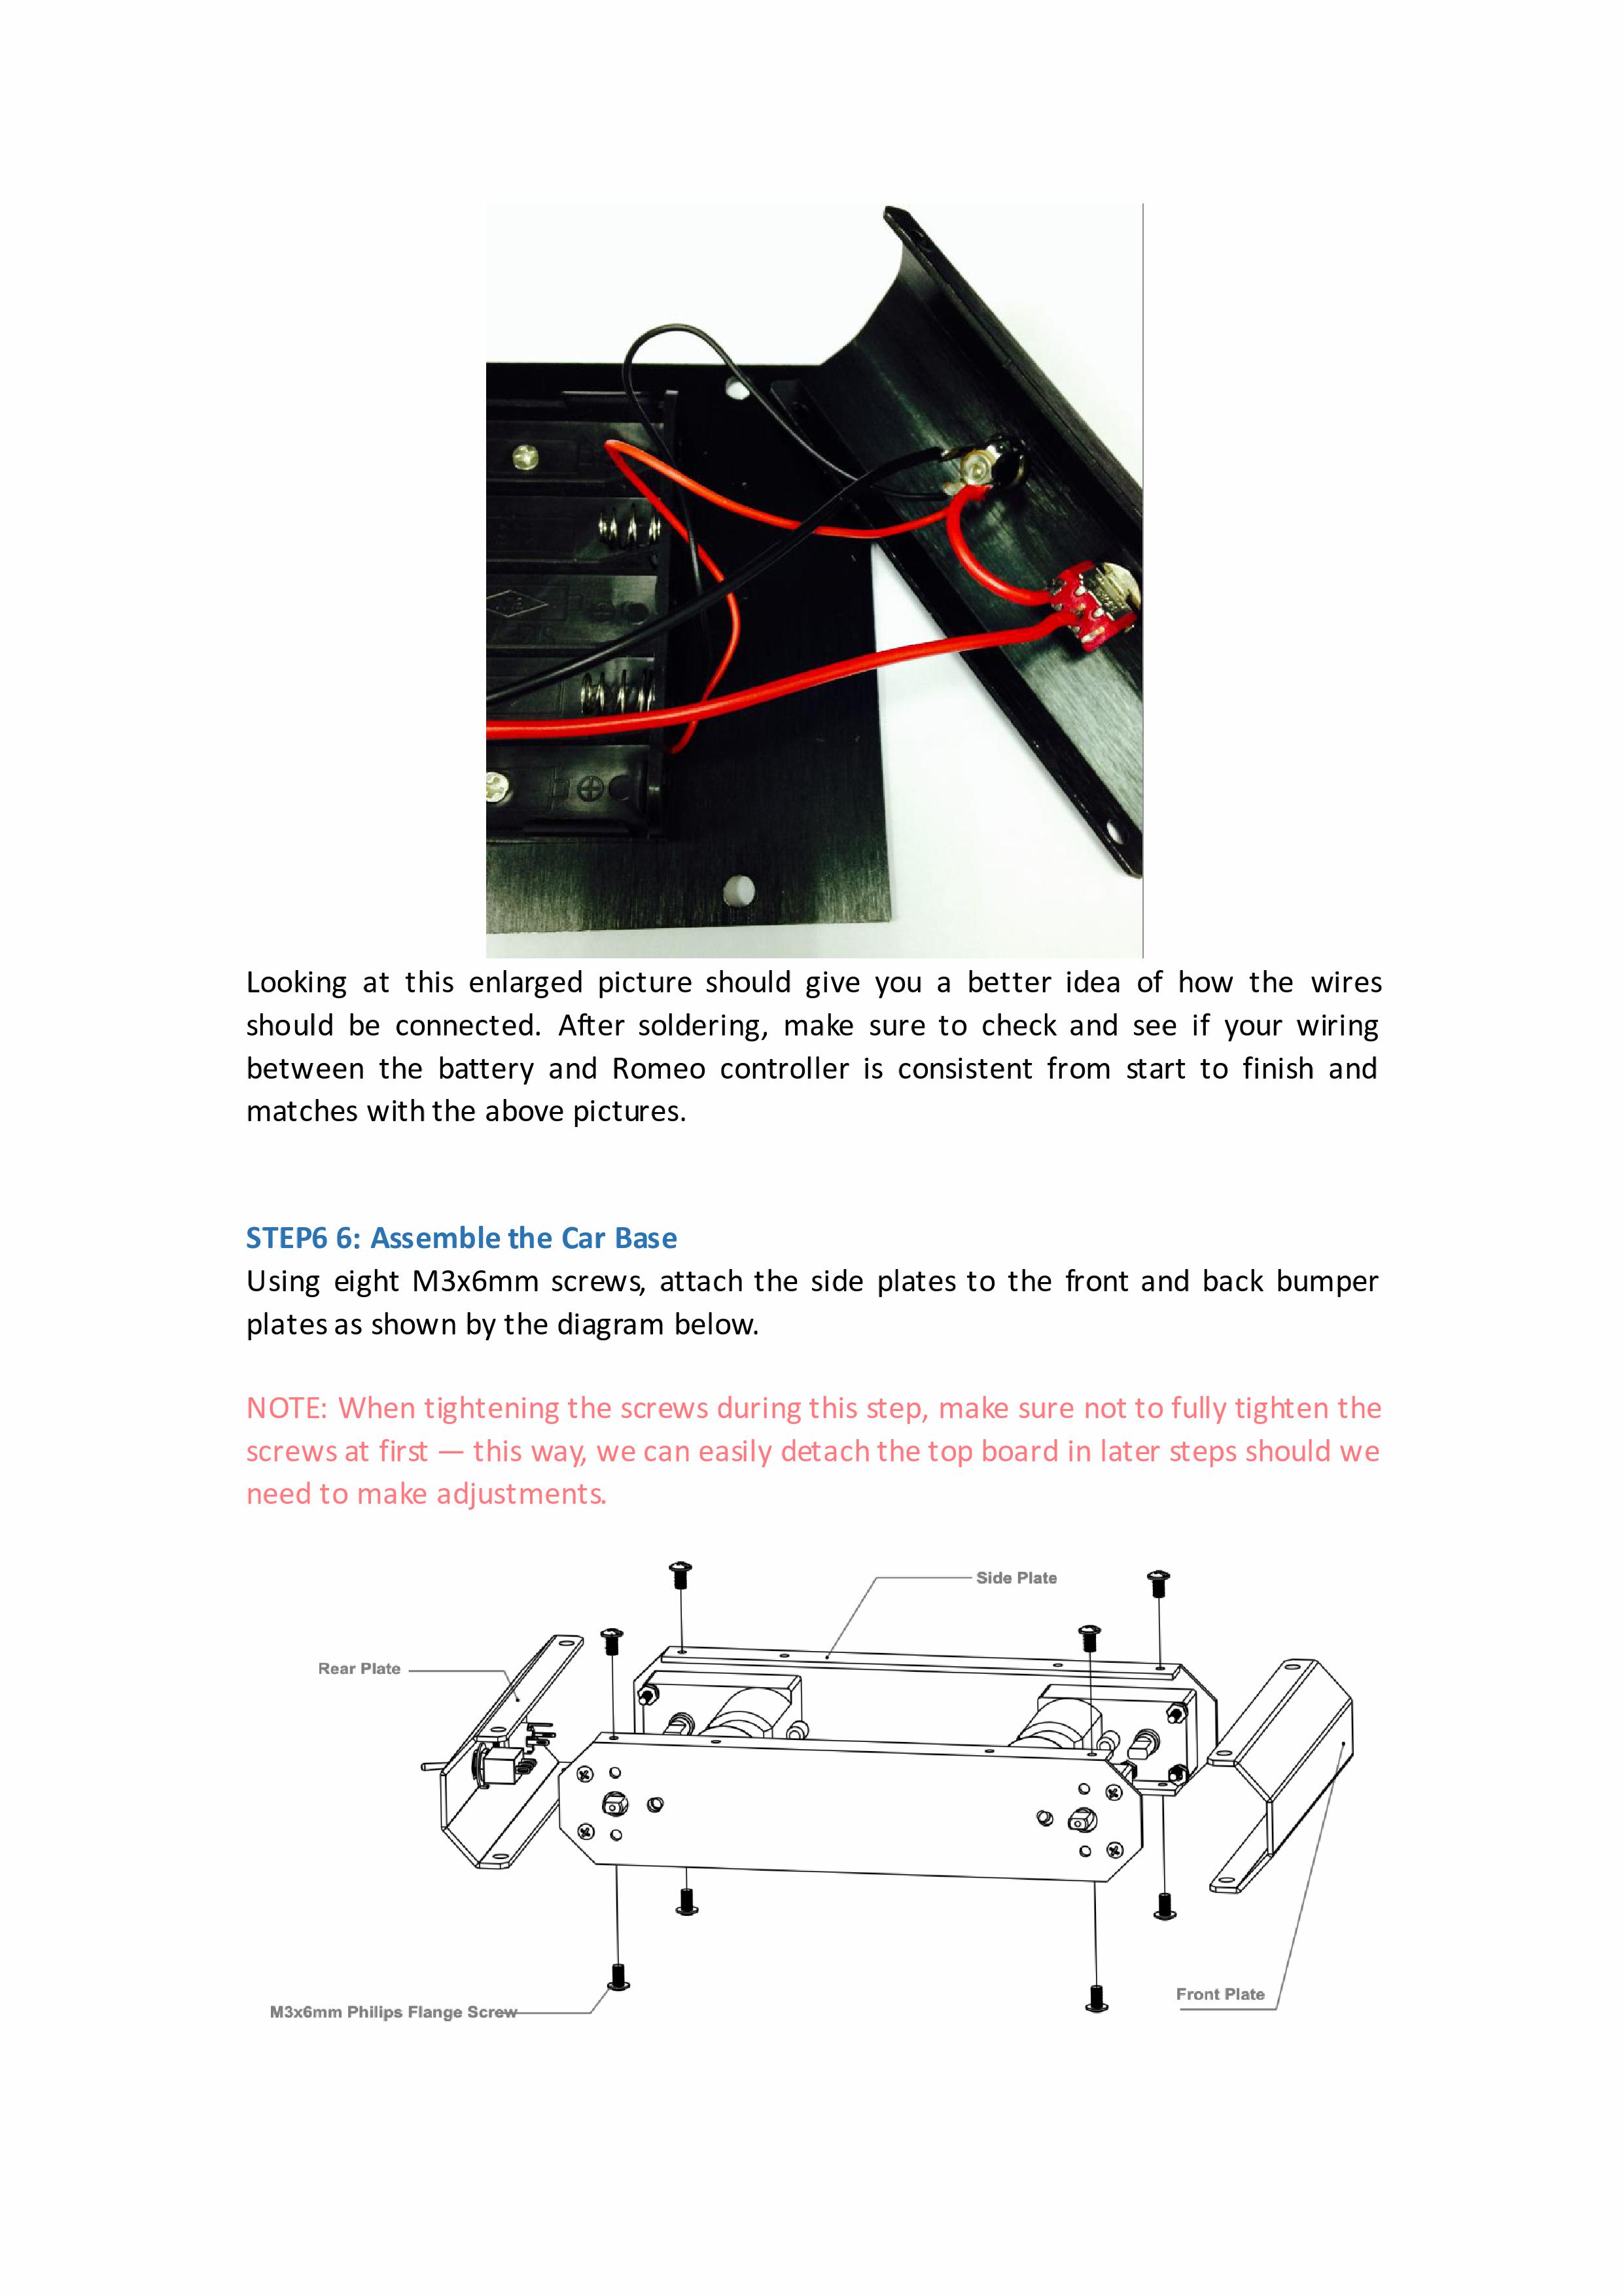 Looking at this enlarged picture should give you a better idea of how the wires
should be connected. After soldering, make sure to check and see if your wiring
between the battery and Romeo controller is consistent from start to finish and
matches with the above pictures.
STEP6 6: Assemble the Car Base
Using eight M3x6mm screws, attach the side plates to the front and back bumper
plates as shown by the diagram below.
NOTE: When tightening the screws during this step, make sure not to fully tighten the
screws at first — this way, we can easily detach the top board in later steps should we
need to make adjustments.
Side Plate
Rear Plate
Front Plate
M3x6mm Philips Flange Screw